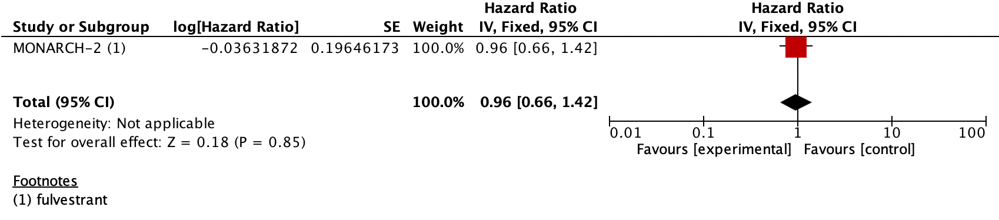 Hazard Ratio Hazard Ratio
Study or Subgroup log[Hazard Ratio] SE Weight IV, Fixed, 95% CI IV, Fixed, 95% CI
MONARCH-2 (1) -0.03631872 0.19646173 100.0% 0.96 [0.66, 1.42]
Total (95% CI) 100.0% 0.96 [0.66, 1.42]
Heterogeneity: Not applicable
Test for overall effect: Z = 0.18 (P = 0.85)
0.01 0.1 1 10 100
Favours [experimental] Favours [control]
Footnotes
(1) fulvestrant